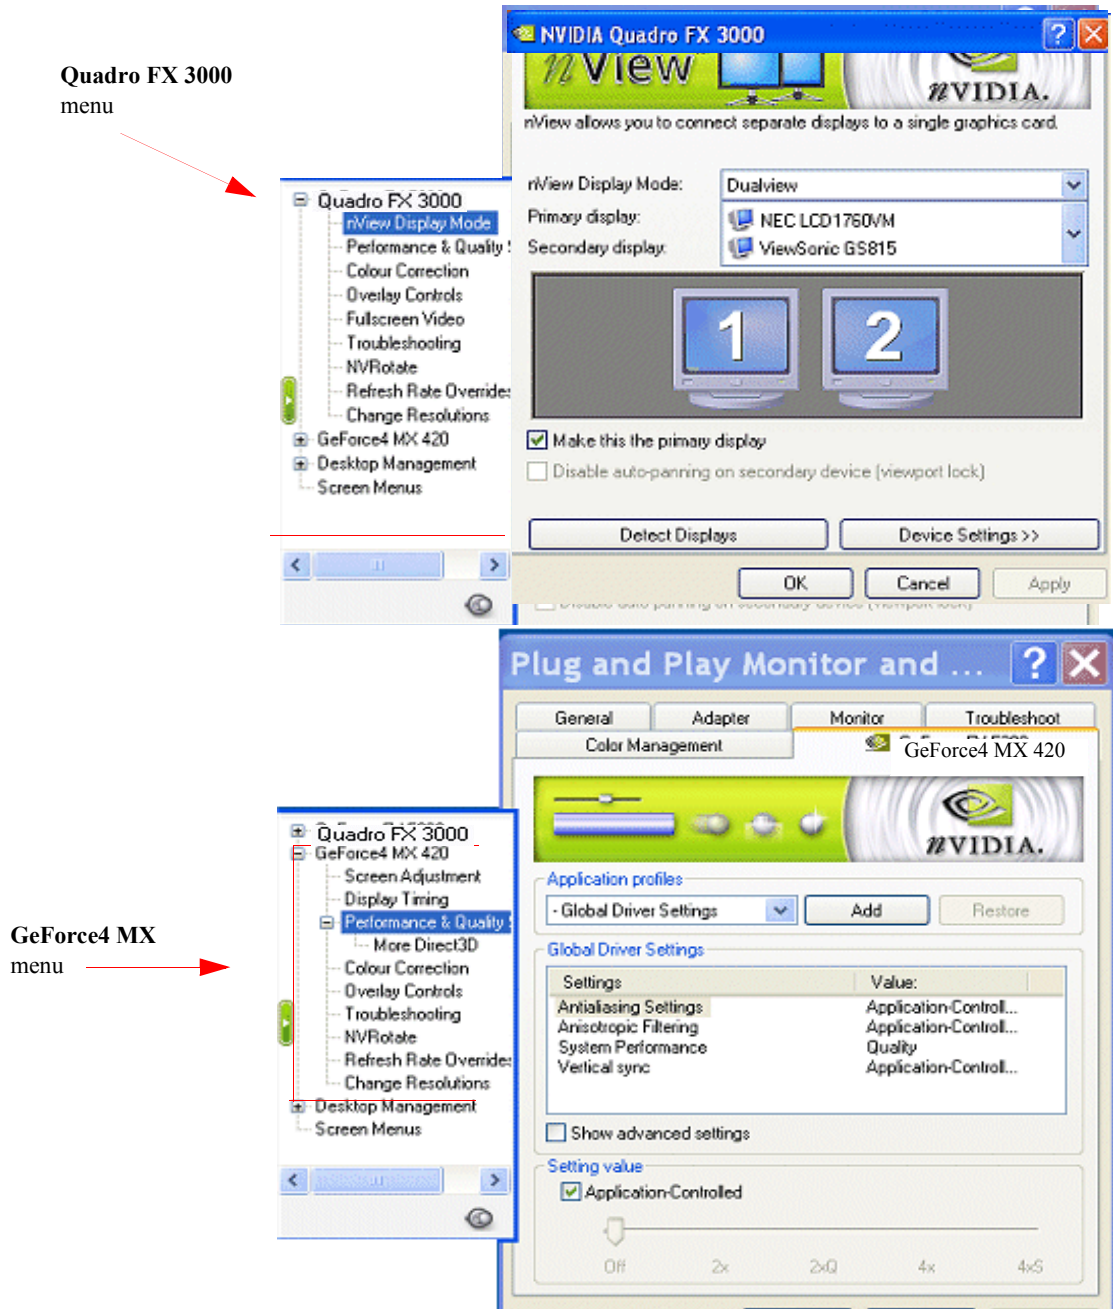 Quadro FX 3000
menu
NVIDIA Quadro FX 3000
nView
nVIDIA.
nView allows you to connect separate displays to a single graphics card.
nView Display Mode: Dualview
Primary display: NEC LCD1760VM
Secondary display: ViewSonic GS815
1 2
Make this the primary display
Disable auto-panning on secondary device (viewport lock)
Detect Displays Device Settings >>
OK Cancel Apply
Quadro FX 3000
nView Display Mode
Performance & Quality S
Colour Correction
Overlay Controls
Fullscreen Video
Troubleshooting
NVRotate
Refresh Rate Overrides
Change Resolutions
GeForce4 MX 420
Desktop Management
Screen Menus
GeForce4 MX
menu
Plug and Play Monitor and ...
General Adapter Monitor Troubleshoot
Color Management GeForce4 MX 420
nVIDIA.
Application profiles
- Global Driver Settings Add Restore
Global Driver Settings
Settings Value:
Antialiasing Settings Application-Controll...
Anisotropic Filtering Application-Controll...
System Performance Quality
Vertical sync Application-Controll...
Show advanced settings
Setting value
Application-Controlled
Off 2x 2xQ 4x 4xS
Quadro FX 3000
GeForce4 MX 420
Screen Adjustment
Display Timing
Performance & Quality S
More Direct3D
Colour Correction
Overlay Controls
Troubleshooting
NVRotate
Refresh Rate Overrides
Change Resolutions
Desktop Management
Screen Menus